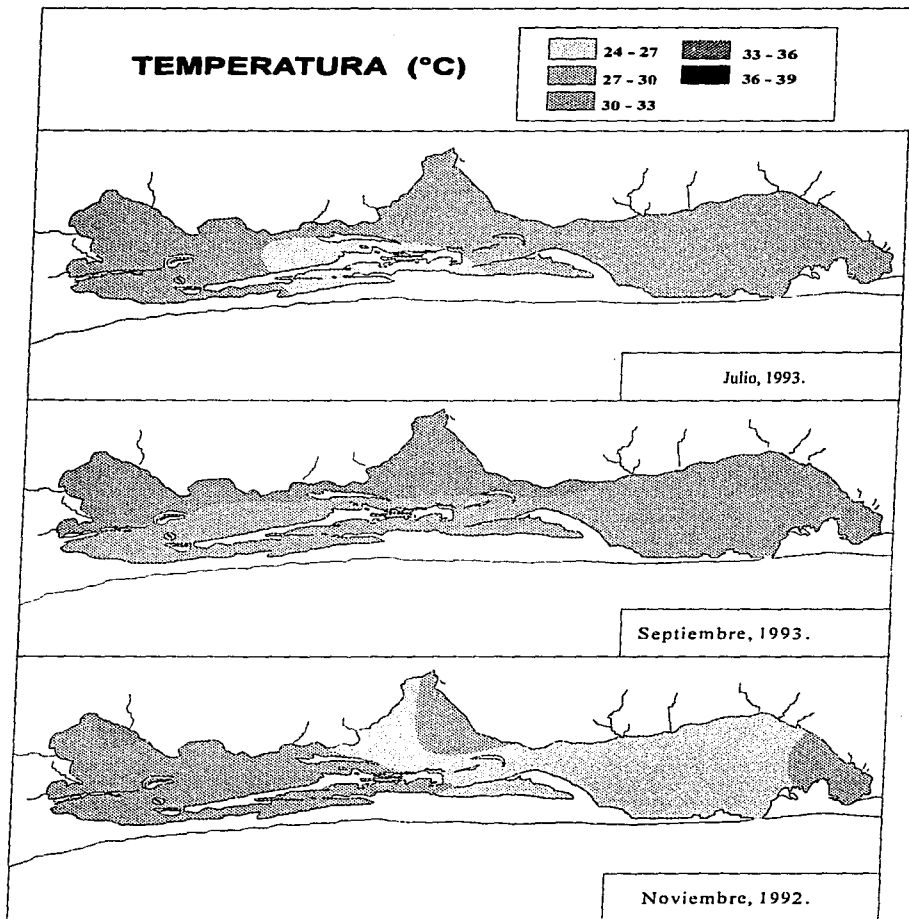 TEMPERATURA (°C)
24 - 27
27 - 30
30 - 33
33 - 36
36 - 39
Julio, 1993.
Septiembre, 1993.
Noviembre, 1992.